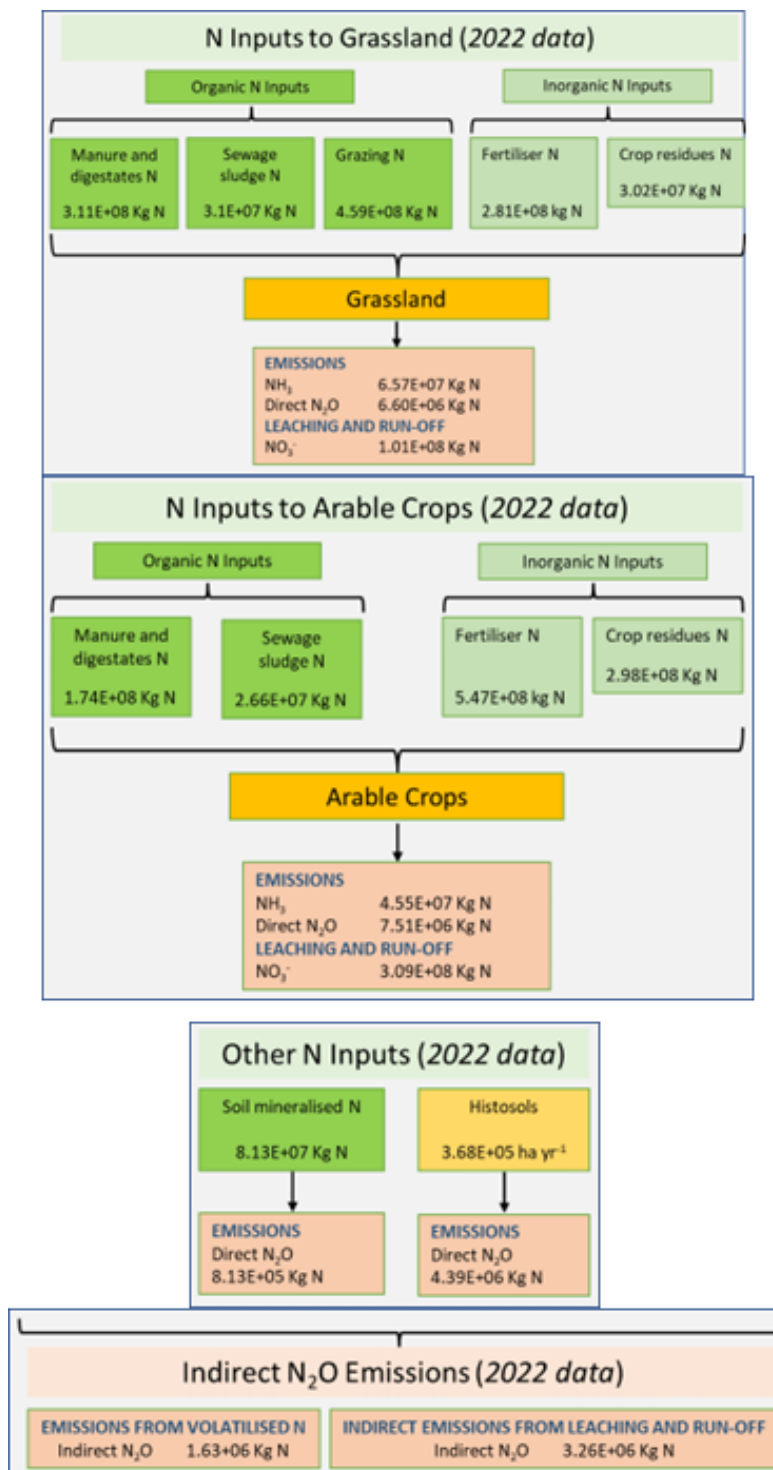 N Inputs to Grassland (2022 data)
Organic N Inputs
Inorganic N Inputs
Manure and
digestates N
3.11E+08 Kg N
Sewage
sludge N
3.1E+07 Kg N
Grazing N
4.59E+08 Kg N
Fertiliser N
2.81E+08 kg N
Crop residues N
3.02E+07 Kg N
Grassland
EMISSIONS
NH₃ 6.57E+07 Kg N
Direct N₂O 6.60E+06 Kg N
LEACHING AND RUN-OFF
NO₃⁻ 1.01E+08 Kg N
N Inputs to Arable Crops (2022 data)
Organic N Inputs
Inorganic N Inputs
Manure and
digestates N
1.74E+08 Kg N
Sewage
sludge N
2.66E+07 Kg N
Fertiliser N
5.47E+08 kg N
Crop residues N
2.98E+08 Kg N
Arable Crops
EMISSIONS
NH₃ 4.55E+07 Kg N
Direct N₂O 7.51E+06 Kg N
LEACHING AND RUN-OFF
NO₃⁻ 3.09E+08 Kg N
Other N Inputs (2022 data)
Soil mineralised N
8.13E+07 Kg N
Histosols
3.68E+05 ha yr⁻¹
EMISSIONS
Direct N₂O
8.13E+05 Kg N
EMISSIONS
Direct N₂O
4.39E+06 Kg N
Indirect N₂O Emissions (2022 data)
EMISSIONS FROM VOLATILISED N
Indirect N₂O 1.63+06 Kg N
INDIRECT EMISSIONS FROM LEACHING AND RUN-OFF
Indirect N₂O 3.26E+06 Kg N